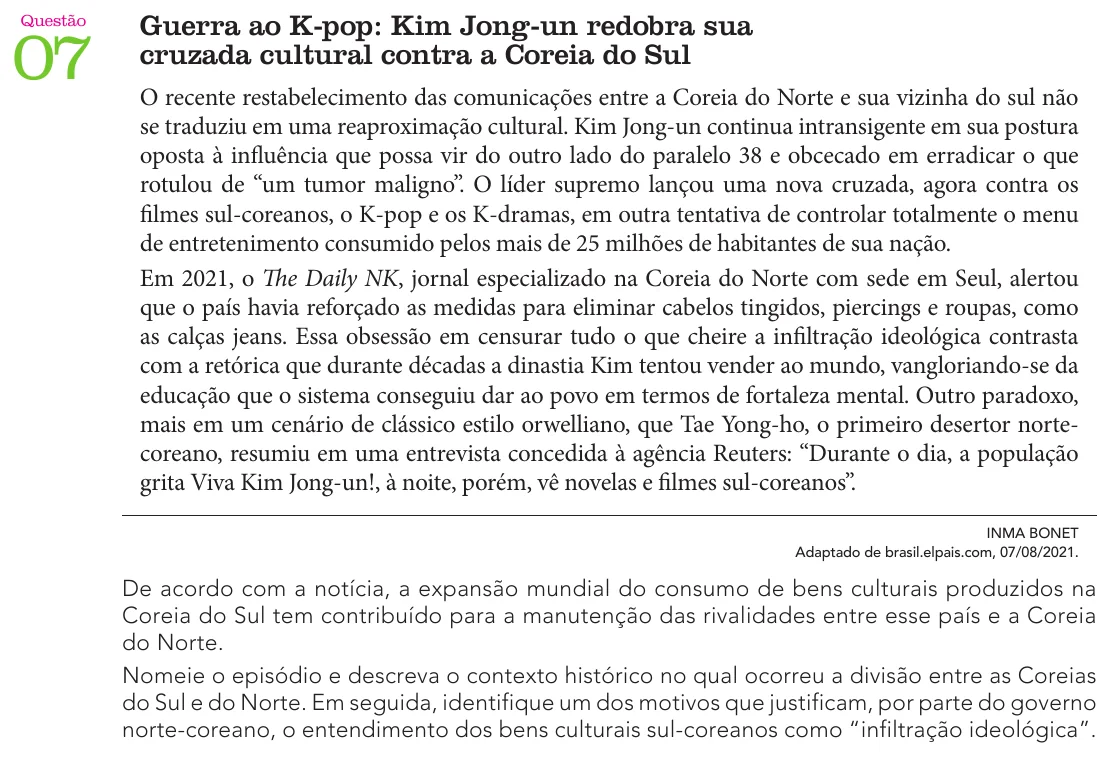 Questão
07
Guerra ao K-pop: Kim Jong-un redobra sua
cruzada cultural contra a Coreia do Sul
O recente restabelecimento das comunicações entre a Coreia do Norte e sua vizinha do sul não
se traduziu em uma reaproximação cultural. Kim Jong-un continua intransigente em sua postura
oposta à influência que possa vir do outro lado do paralelo 38 e obcecado em erradicar o que
rotulou de “um tumor maligno”. O líder supremo lançou uma nova cruzada, agora contra os
filmes sul-coreanos, o K-pop e os K-dramas, em outra tentativa de controlar totalmente o menu
de entretenimento consumido pelos mais de 25 milhões de habitantes de sua nação.
Em 2021, o The Daily NK, jornal especializado na Coreia do Norte com sede em Seul, alertou
que o país havia reforçado as medidas para eliminar cabelos tingidos, piercings e roupas, como
as calças jeans. Essa obsessão em censurar tudo o que cheire a infiltração ideológica contrasta
com a retórica que durante décadas a dinastia Kim tentou vender ao mundo, vangloriando-se da
educação que o sistema conseguiu dar ao povo em termos de fortaleza mental. Outro paradoxo,
mais em um cenário de clássico estilo orwelliano, que Tae Yong-ho, o primeiro desertor norte-
coreano, resumiu em uma entrevista concedida à agência Reuters: “Durante o dia, a população
grita Viva Kim Jong-un!, à noite, porém, vê novelas e filmes sul-coreanos”.
INMA BONET
Adaptado de brasil.elpais.com, 07/08/2021.
De acordo com a notícia, a expansão mundial do consumo de bens culturais produzidos na
Coreia do Sul tem contribuído para a manutenção das rivalidades entre esse país e a Coreia
do Norte.
Nomeie o episódio e descreva o contexto histórico no qual ocorreu a divisão entre as Coreias
do Sul e do Norte. Em seguida, identifique um dos motivos que justificam, por parte do governo
norte-coreano, o entendimento dos bens culturais sul-coreanos como “infiltração ideológica”.